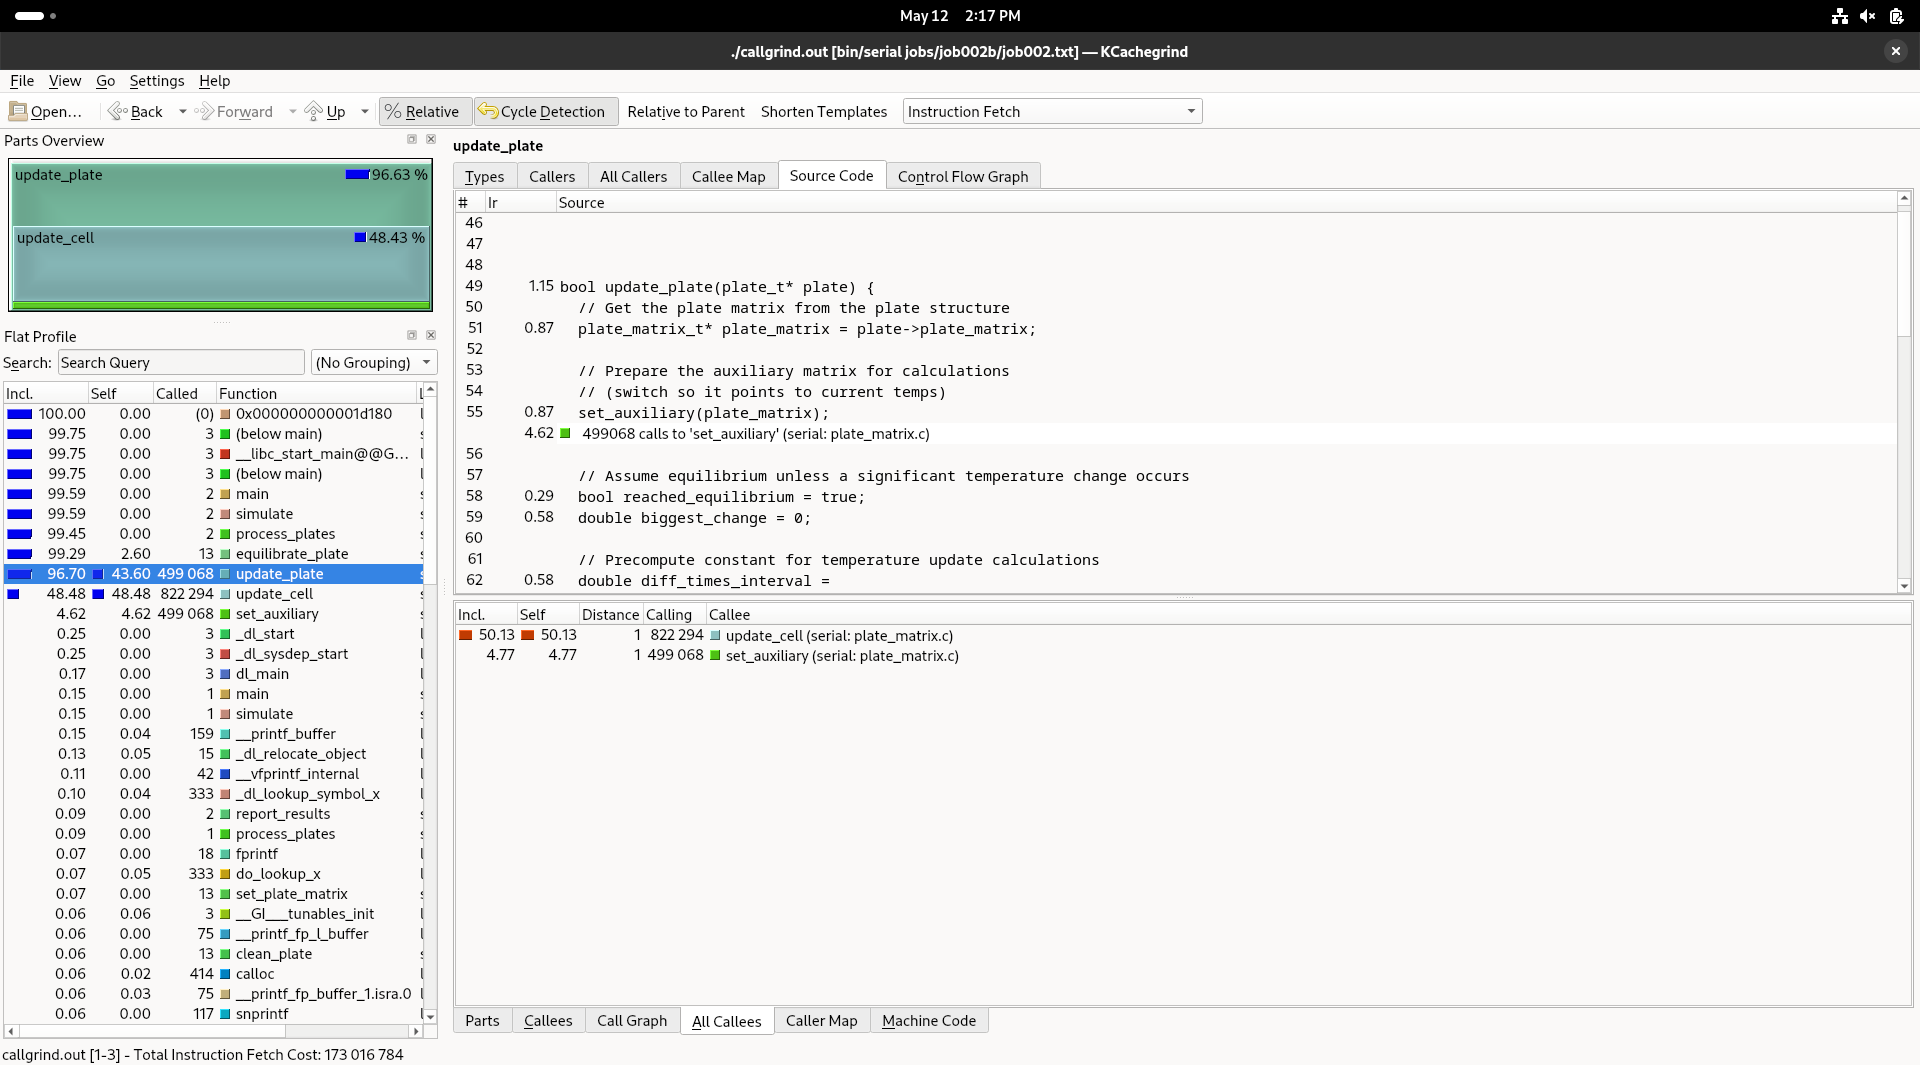 May 12 2:17 PM
./callgrind.out [bin/serial jobs/job002b/job002.txt] — KCachegrind
File View Go Settings Help
Open... Back Forward Up % Relative Cycle Detection Relative to Parent Shorten Templates Instruction Fetch
Parts Overview
update_plate 96.63 %
update_cell 48.43 %
Flat Profile
Search: Search Query (No Grouping)
Incl. Self Called Function
100.00 0.00 (0) 0x000000000001d180
99.75 0.00 3 (below main)
99.75 0.00 3 __libc_start_main@@G...
99.75 0.00 3 (below main)
99.59 0.00 2 main
99.59 0.00 2 simulate
99.45 0.00 2 process_plates
99.29 2.60 13 equilibrate_plate
96.70 43.60 499 068 update_plate
48.48 48.48 822 294 update_cell
4.62 4.62 499 068 set_auxiliary
0.25 0.00 3 _dl_start
0.25 0.00 3 _dl_sysdep_start
0.17 0.00 3 dl_main
0.15 0.00 1 main
0.15 0.00 1 simulate
0.15 0.04 159 __printf_buffer
0.13 0.05 15 _dl_relocate_object
0.11 0.00 42 __vfprintf_internal
0.10 0.04 333 _dl_lookup_symbol_x
0.09 0.00 2 report_results
0.09 0.00 1 process_plates
0.07 0.00 18 fprintf
0.07 0.05 333 do_lookup_x
0.07 0.00 13 set_plate_matrix
0.06 0.06 3 __GI___tunables_init
0.06 0.00 75 __printf_fp_l_buffer
0.06 0.00 13 clean_plate
0.06 0.02 414 calloc
0.06 0.03 75 __printf_fp_buffer_1.isra.0
0.06 0.00 117 snprintf
update_plate
Types Callers All Callers Callee Map Source Code Control Flow Graph
# Ir Source
46
47
48
49 1.15 bool update_plate(plate_t* plate) {
50 // Get the plate matrix from the plate structure
51 0.87 plate_matrix_t* plate_matrix = plate->plate_matrix;
52
53 // Prepare the auxiliary matrix for calculations
54 // (switch so it points to current temps)
55 0.87 set_auxiliary(plate_matrix);
4.62 499068 calls to 'set_auxiliary' (serial: plate_matrix.c)
56
57 // Assume equilibrium unless a significant temperature change occurs
58 0.29 bool reached_equilibrium = true;
59 0.58 double biggest_change = 0;
60
61 // Precompute constant for temperature update calculations
62 0.58 double diff_times_interval =
Incl. Self Distance Calling Callee
50.13 50.13 1 822 294 update_cell (serial: plate_matrix.c)
4.77 4.77 1 499 068 set_auxiliary (serial: plate_matrix.c)
Parts Callees Call Graph All Callees Caller Map Machine Code
callgrind.out [1-3] - Total Instruction Fetch Cost: 173 016 784